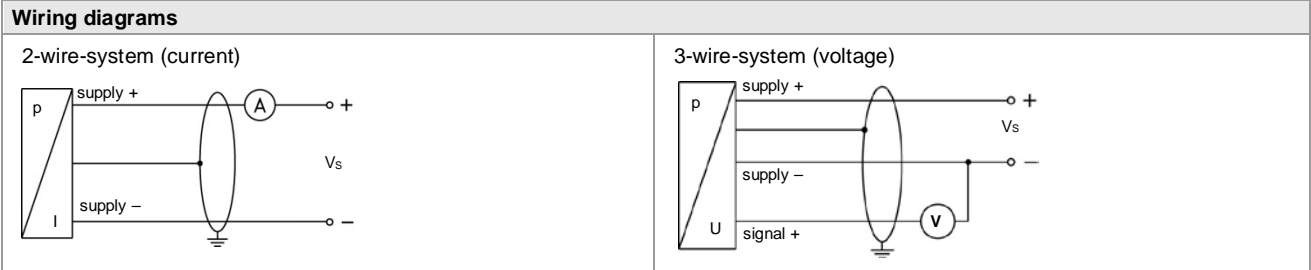 Wiring diagrams
2-wire-system (current)
supply +
p
A
+
VS
supply –
I
–
3-wire-system (voltage)
supply +
p
+
VS
–
supply –
V
U
signal +